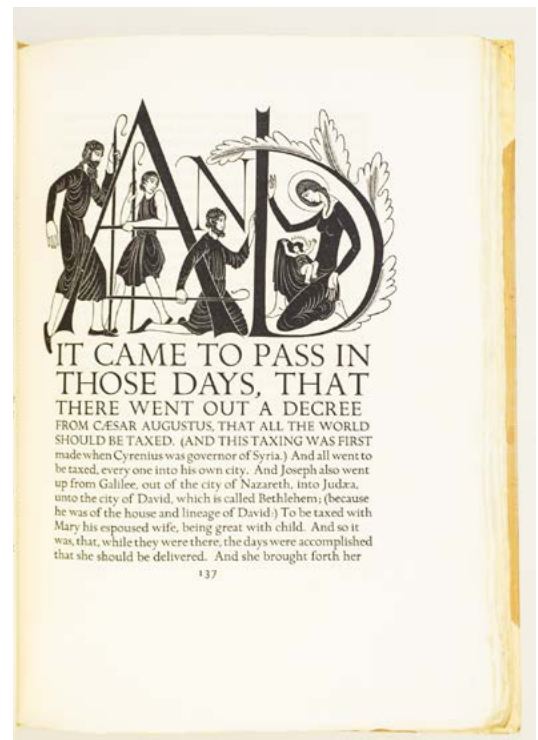 AND
IT CAME TO PASS IN
THOSE DAYS, THAT
THERE WENT OUT A DECREE
FROM CÆSAR AUGUSTUS, THAT ALL THE WORLD
SHOULD BE TAXED. (AND THIS TAXING WAS FIRST
made when Cyrenius was governor of Syria.) And all went to
be taxed, every one into his own city. And Joseph also went
up from Galilee, out of the city of Nazareth, into Judæa,
unto the city of David, which is called Bethlehem; (because
he was of the house and lineage of David:) To be taxed with
Mary his espoused wife, being great with child. And so it
was, that, while they were there, the days were accomplished
that she should be delivered. And she brought forth her
137